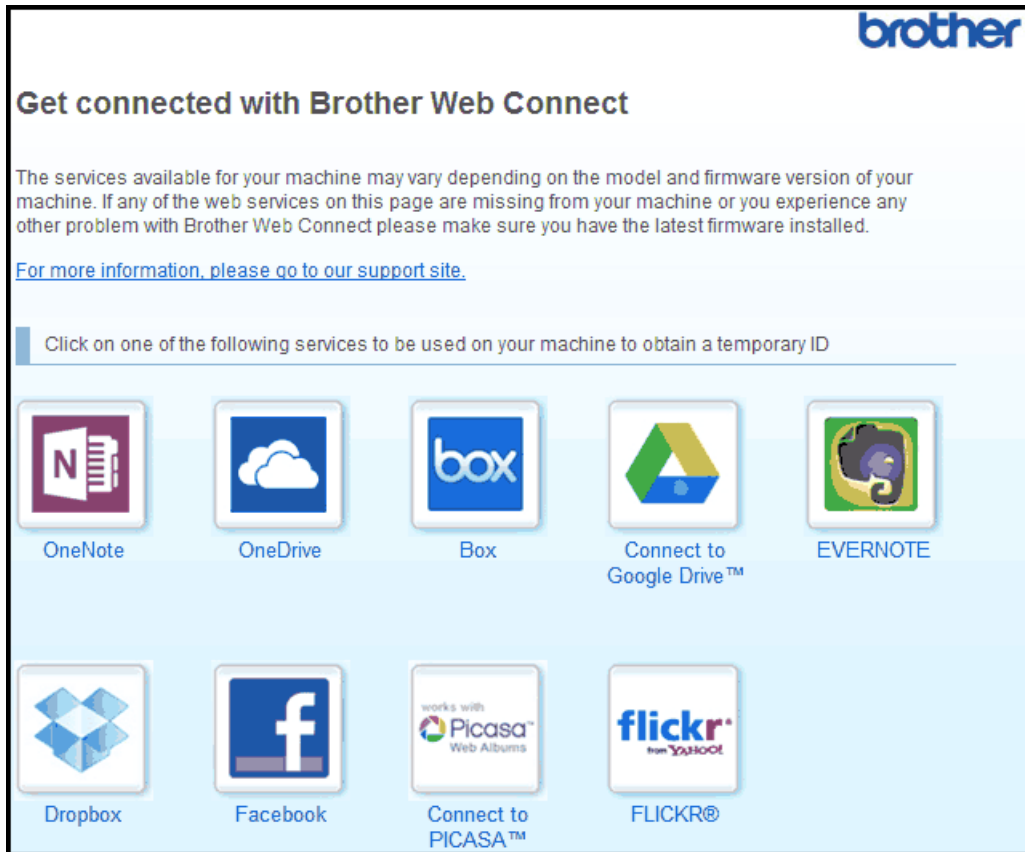 brother
Get connected with Brother Web Connect
The services available for your machine may vary depending on the model and firmware version of your
machine. If any of the web services on this page are missing from your machine or you experience any
other problem with Brother Web Connect please make sure you have the latest firmware installed.
For more information, please go to our support site.
Click on one of the following services to be used on your machine to obtain a temporary ID
N
box
OneNote
OneDrive
Box
Connect to
Google Drive™
EVERNOTE
f
works with
Picasa™
Web Albums
flickr
from YAHOO!
Dropbox
Facebook
Connect to
PICASA™
FLICKR®